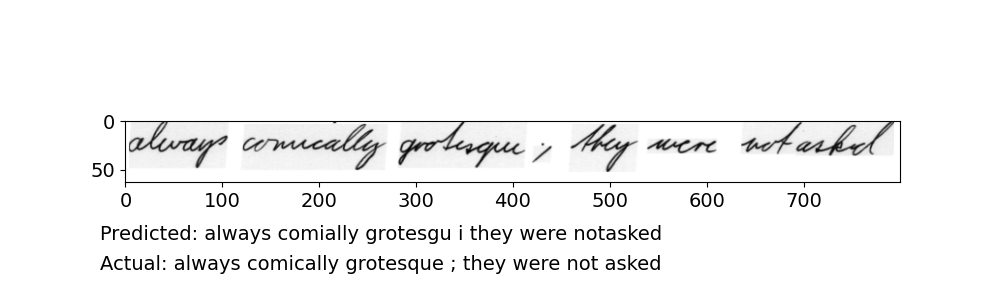 0
always comically grotesque ; they were not asked
50
0 100 200 300 400 500 600 700
Predicted: always comially grotesgu i they were notasked
Actual: always comically grotesque ; they were not asked